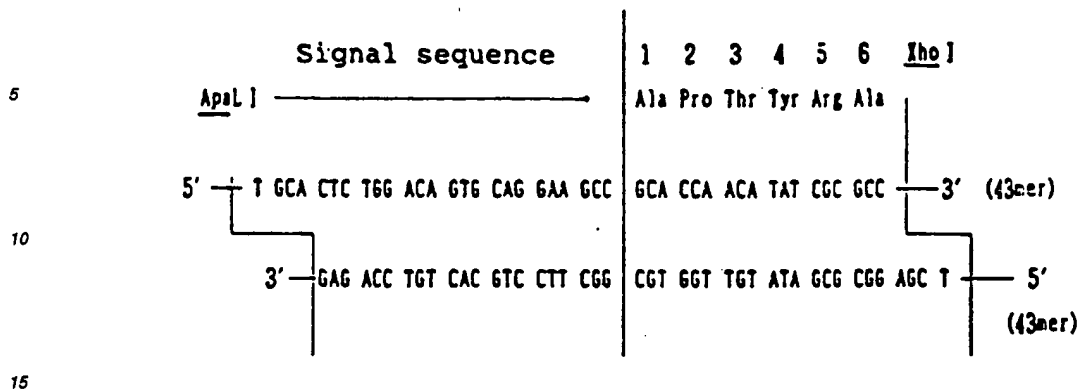 Signal sequence 1 2 3 4 5 6 Xho I
5 ApaL I Ala Pro Thr Tyr Arg Ala
5' T GCA CTC TGG ACA GTG CAG GAA GCC GCA CCA ACA TAT CGC GCC 3' (43mer)
10
3' GAG ACC TGT CAC GTC CTT CGG CGT GGT TGT ATA GCG CGG AGC T 5'
(43mer)
15